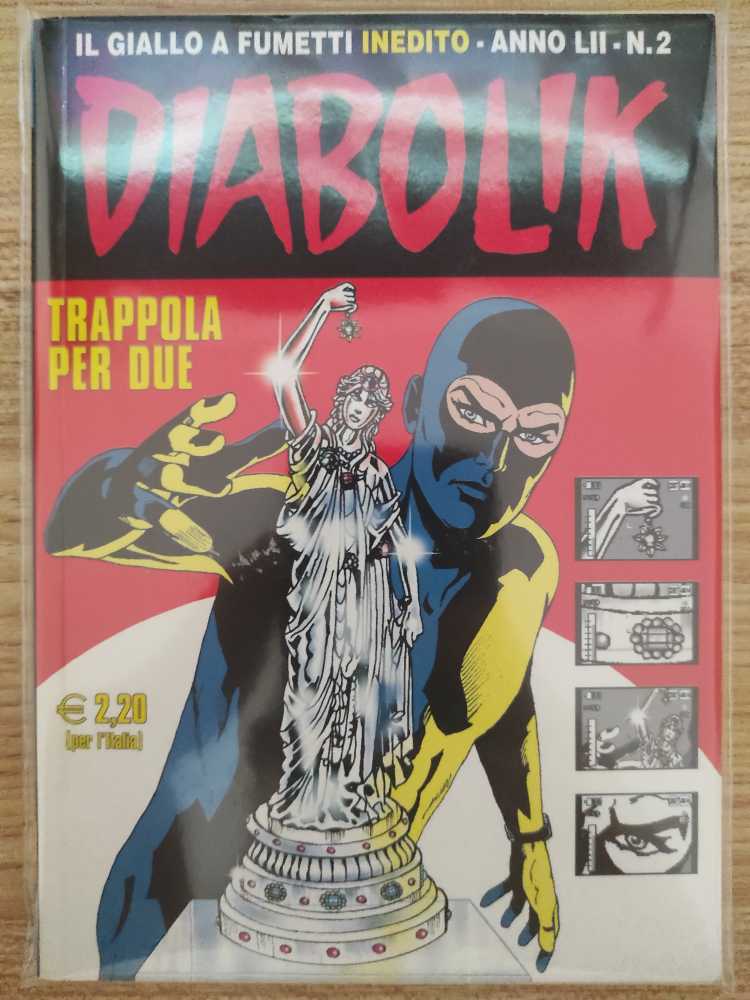 IL GIALLO A FUMETTI INEDITO - ANNO LII - N.2
DIABOLIK
TRAPPOLA
PER DUE
€ 2,20
(per l'Italia)